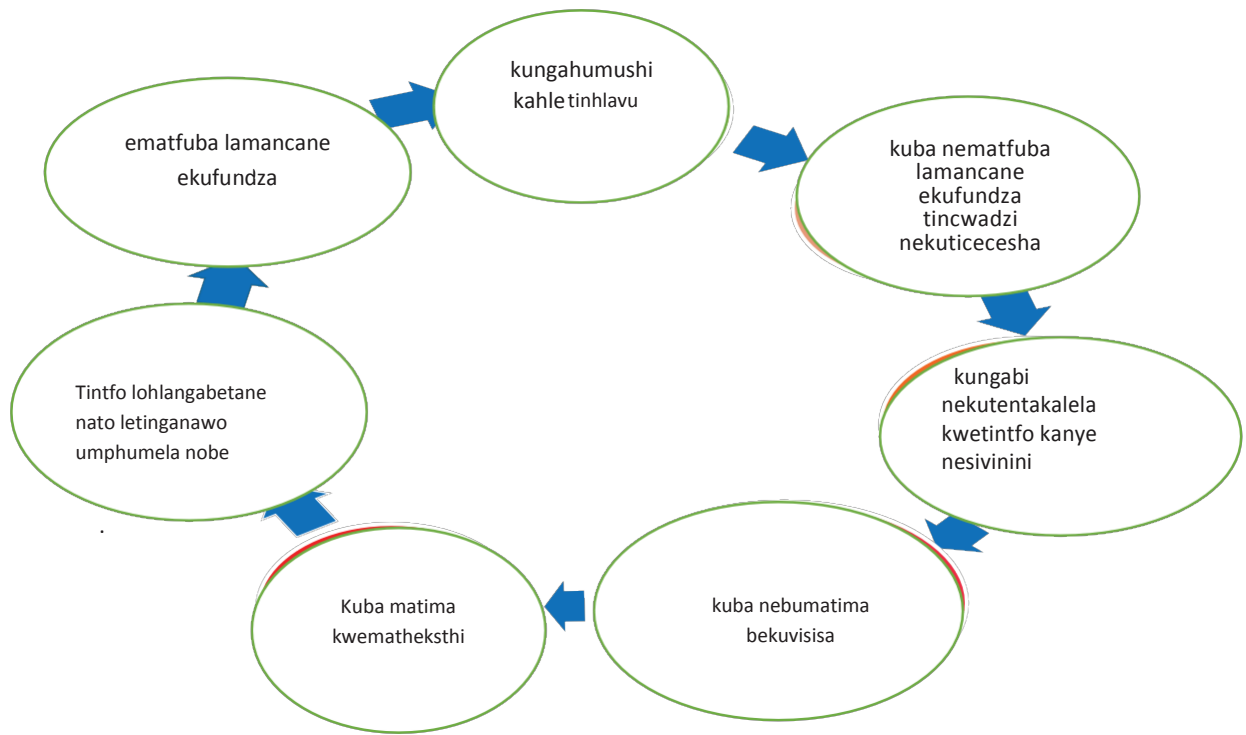 kungahumushi
kahle tinhlavu
ematfuba lamancane
ekufundza
kuba nematfuba
lamancane
ekufundza
tincwadzi
nekuticecesha
kungabi
nekutentakalela
kwetintfo kanye
nesivinini
kuba nebumatima
bekuvisisa
Kuba matima
kwematheksthi
Tintfo lohlangabetane
nato letinganawo
umphumela nobe
.